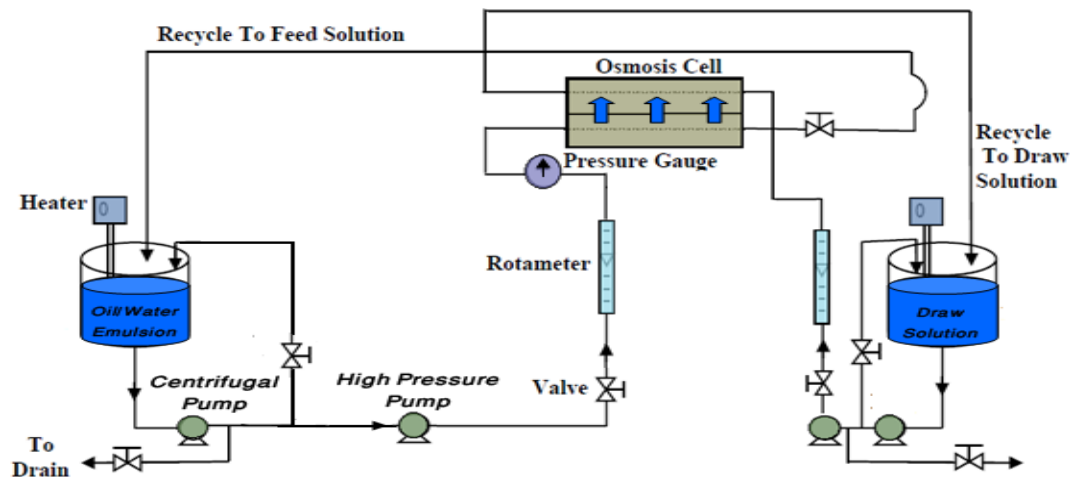 Recycle To Feed Solution
Osmosis Cell
Pressure Gauge
Recycle
To Draw
Solution
Heater
Rotameter
Oil/Water
Emulsion
Draw
Solution
Centrifugal
Pump
High Pressure
Pump
Valve
To
Drain